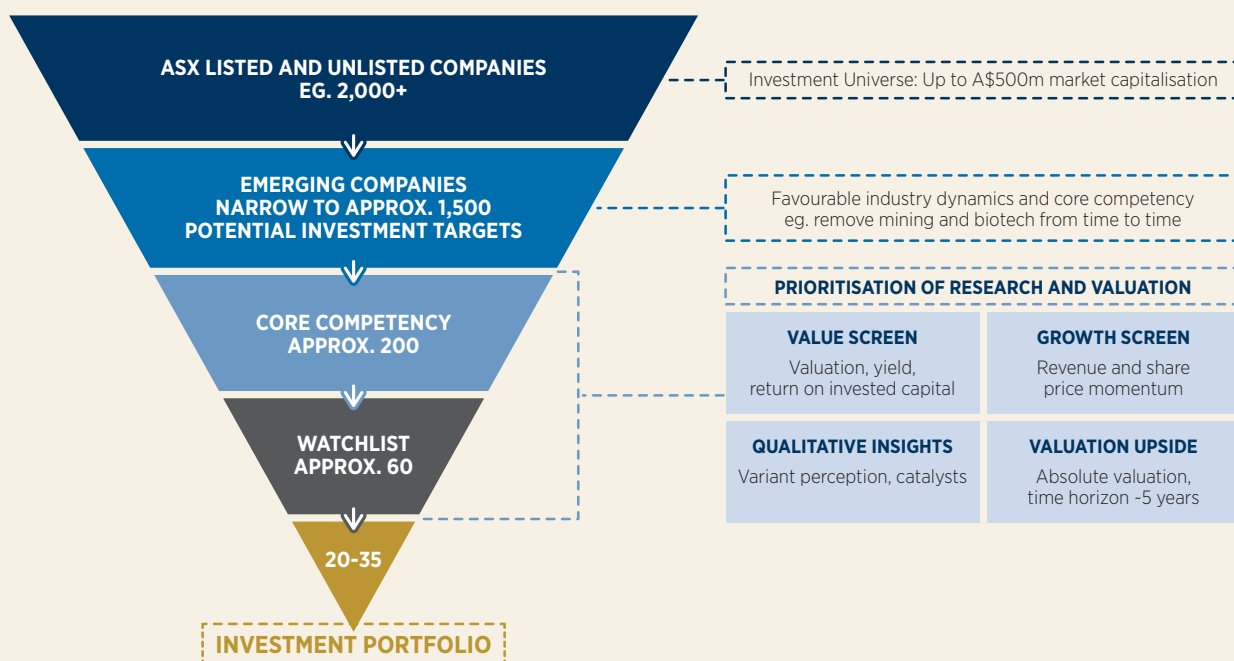 ASX LISTED AND UNLISTED COMPANIES
EG. 2,000+
Investment Universe: Up to A$500m market capitalisation
EMERGING COMPANIES
NARROW TO APPROX. 1,500
POTENTIAL INVESTMENT TARGETS
Favourable industry dynamics and core competency
eg. remove mining and biotech from time to time
CORE COMPETENCY
APPROX. 200
WATCHLIST
APPROX. 60
20-35
INVESTMENT PORTFOLIO
PRIORITISATION OF RESEARCH AND VALUATION
VALUE SCREEN
Valuation, yield,
return on invested capital
GROWTH SCREEN
Revenue and share
price momentum
QUALITATIVE INSIGHTS
Variant perception, catalysts
VALUATION UPSIDE
Absolute valuation,
time horizon ~5 years